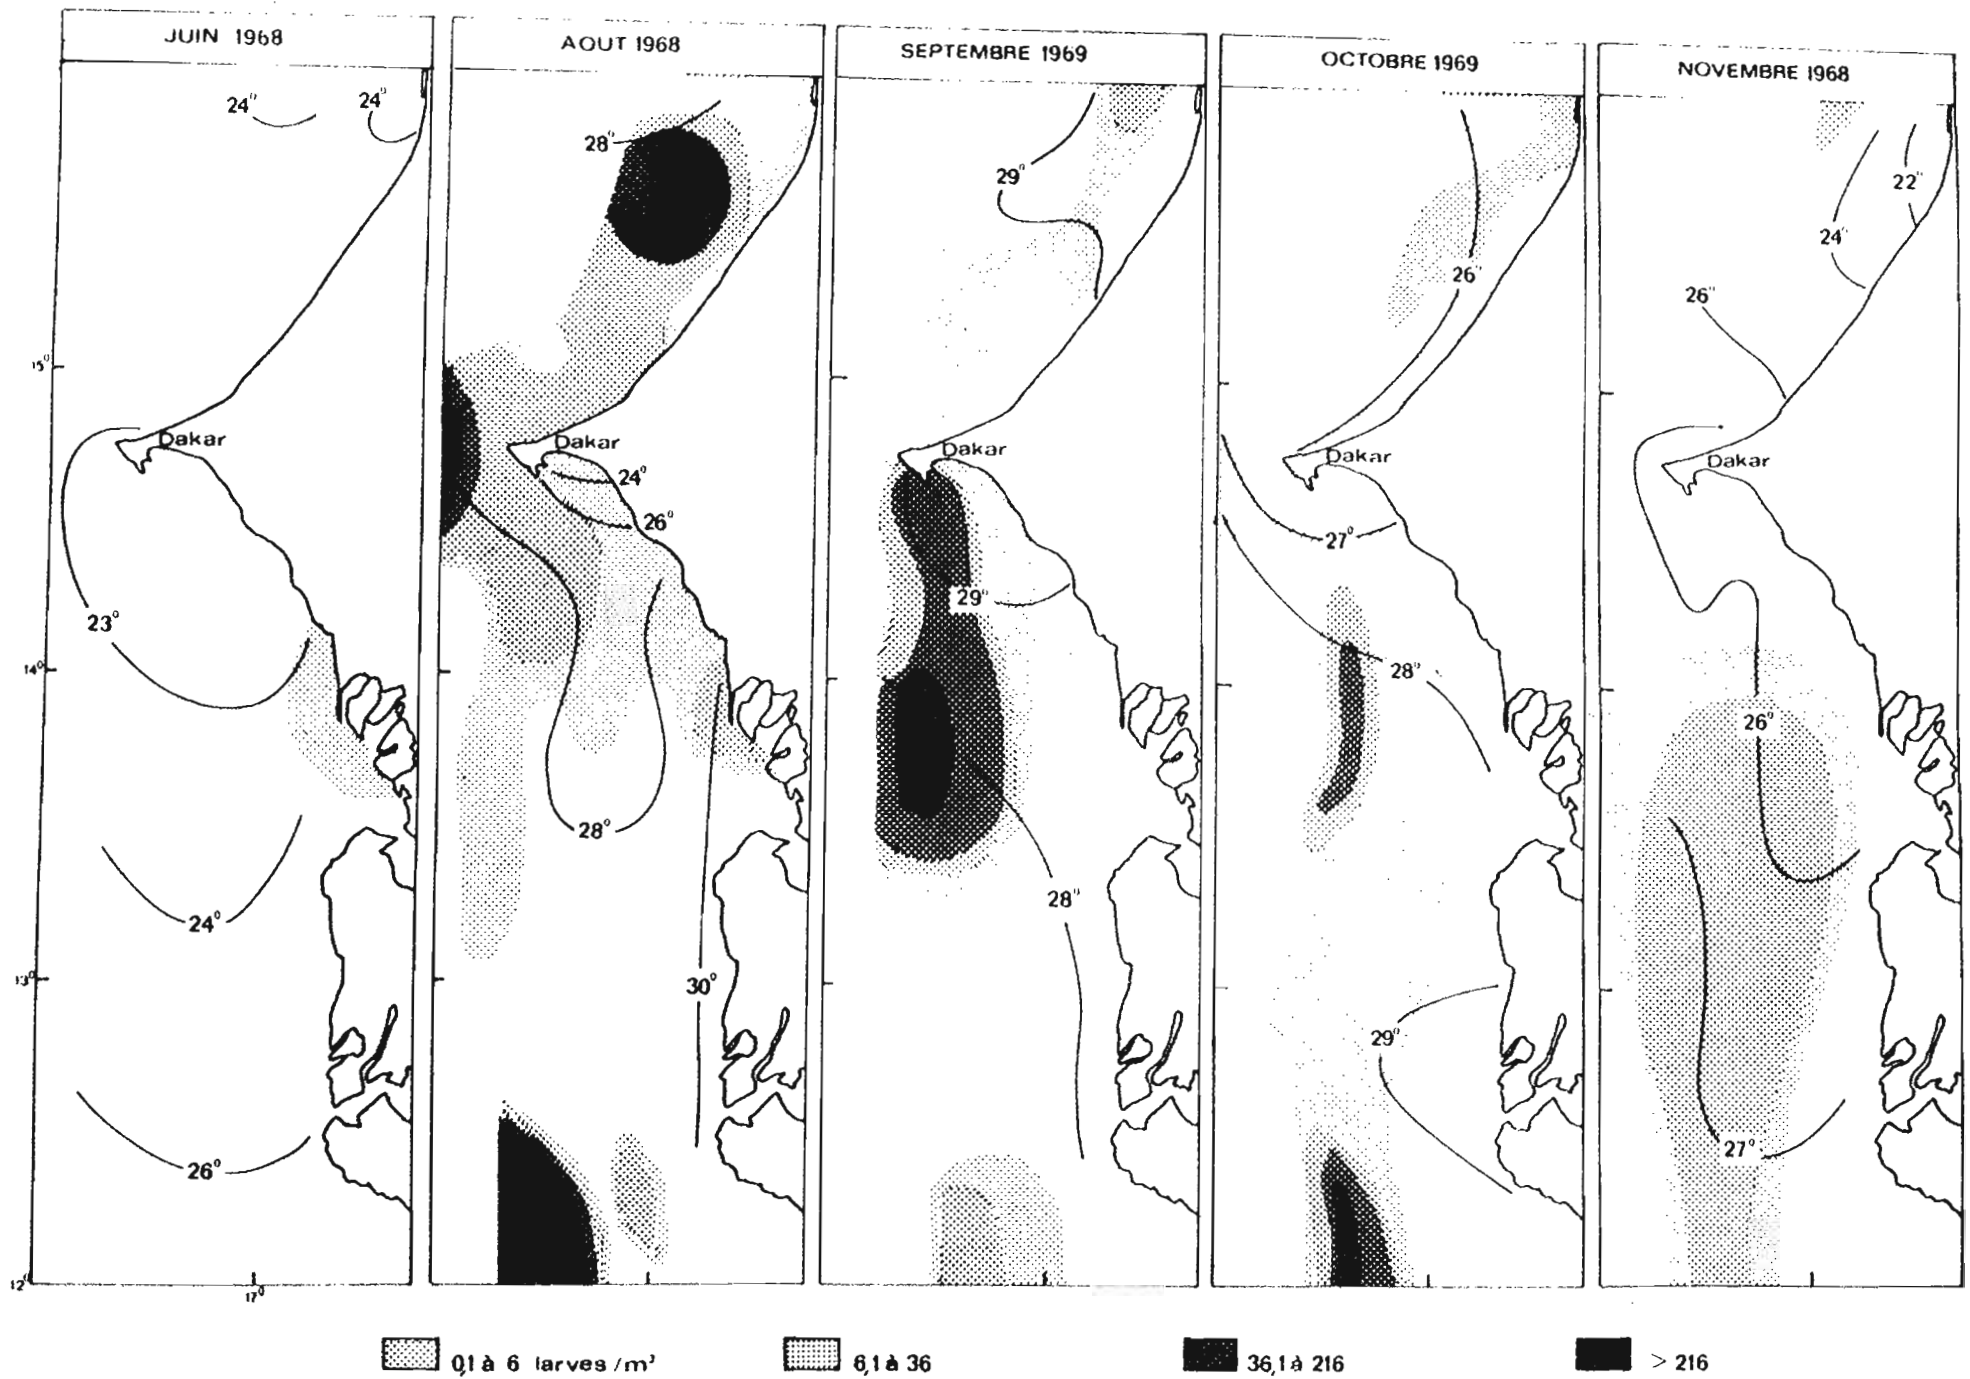 JUIN 1968
24° 24°
15°
Dakar
23°
14°
24°
13°
26°
12°
17°
AOUT 1968
28°
Dakar
24°
26°
28°
30°
SEPTEMBRE 1969
29°
Dakar
29°
28°
OCTOBRE 1969
26°
Dakar
27°
28°
29°
NOVEMBRE 1968
22°
24°
26°
Dakar
26°
27°
0,1 à 6 larves /m²
6,1 à 36
36,1 à 216
> 216